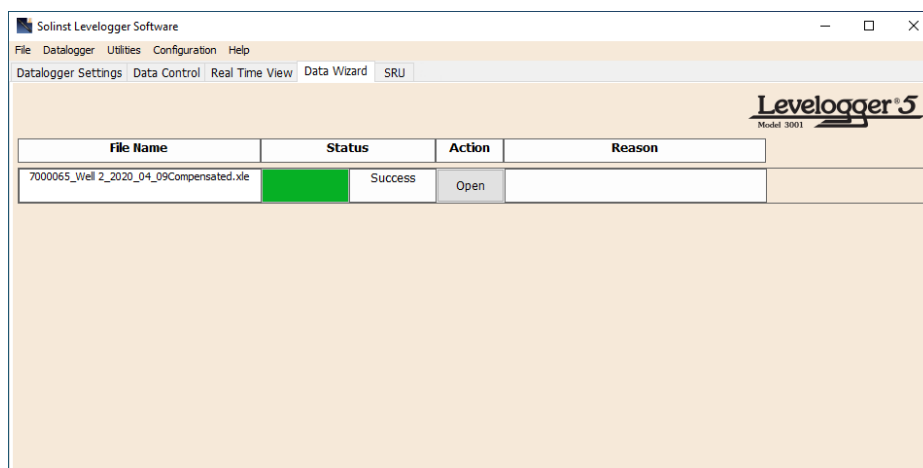 Solinst Levelogger Software
File Datalogger Utilities Configuration Help
Datalogger Settings Data Control Real Time View Data Wizard SRU
Levelogger®5
Model 3001
File Name Status Action Reason
7000065_Well 2_2020_04_09Compensated.xle Success Open